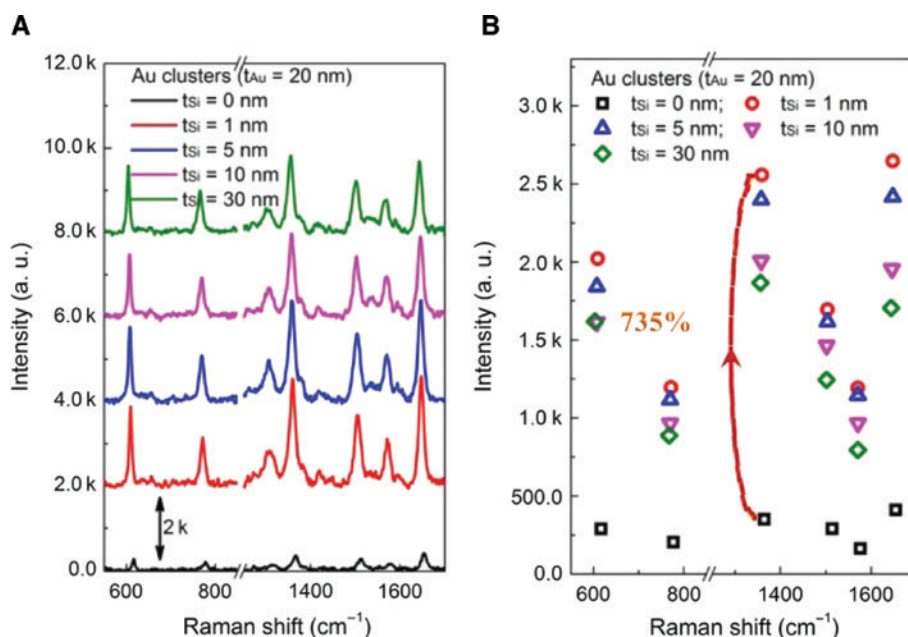 A
12.0 k
10.0 k
8.0 k
6.0 k
4.0 k
2.0 k
0.0
Intensity (a. u.)
Au clusters (tAu = 20 nm)
tSi = 0 nm
tSi = 1 nm
tSi = 5 nm
tSi = 10 nm
tSi = 30 nm
2 k
600 800 1400 1600
Raman shift (cm−1)
B
3.0 k
2.5 k
2.0 k
1.5 k
1.0 k
500.0
0.0
Intensity (a. u.)
Au clusters (tAu = 20 nm)
tSi = 0 nm; tSi = 1 nm
tSi = 5 nm; tSi = 10 nm
tSi = 30 nm
735%
600 800 1400 1600
Raman shift (cm−1)